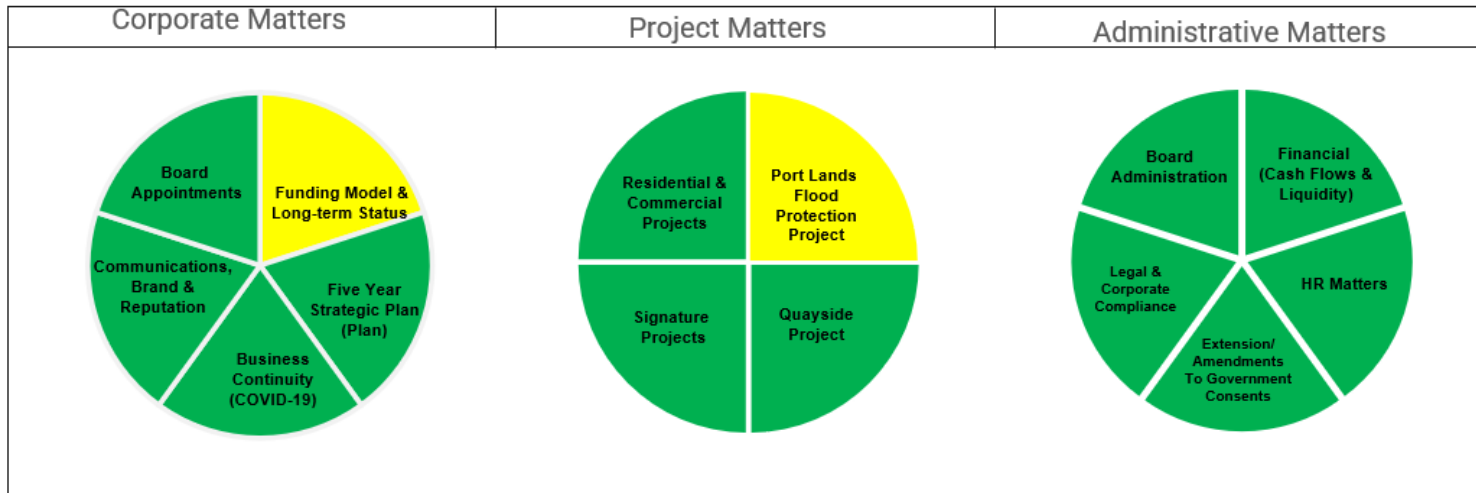 Corporate Matters
Project Matters
Administrative Matters
Board
Appointments
Funding Model &
Long-term Status
Communications,
Brand &
Reputation
Five Year
Strategic Plan
(Plan)
Business
Continuity
(COVID-19)
Residential &
Commercial
Projects
Port Lands
Flood
Protection
Project
Signature
Projects
Quayside
Project
Board
Administration
Financial
(Cash Flows &
Liquidity)
Legal &
Corporate
Compliance
HR Matters
Extension/
Amendments
To Government
Consents